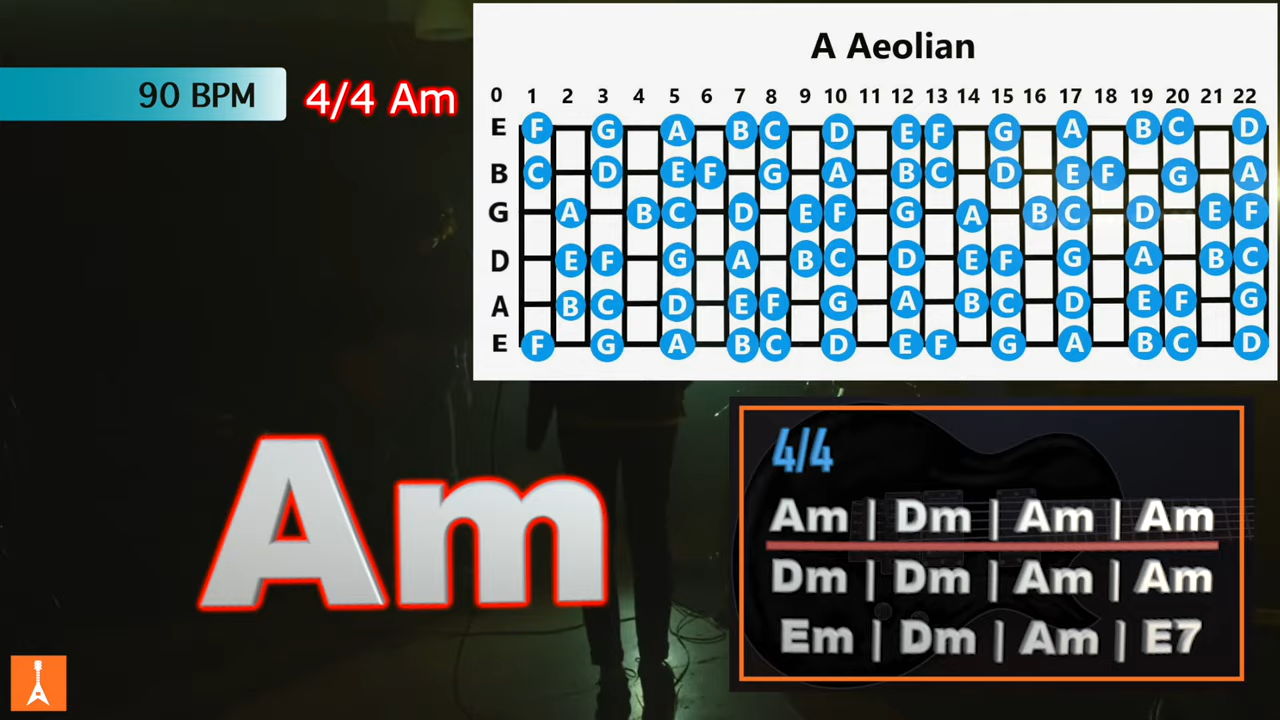 A Aeolian
90 BPM
4/4 Am
0 1 2 3 4 5 6 7 8 9 10 11 12 13 14 15 16 17 18 19 20 21 22
E F G A B C D E F G A B C D
B C D E F G A B C D E F G A
G A B C D E F G A B C D E F
D E F G A B C D E F G A B C
A B C D E F G A B C D E F G
E F G A B C D E F G A B C D
Am
4/4
Am | Dm | Am | Am
Dm | Dm | Am | Am
Em | Dm | Am | E7